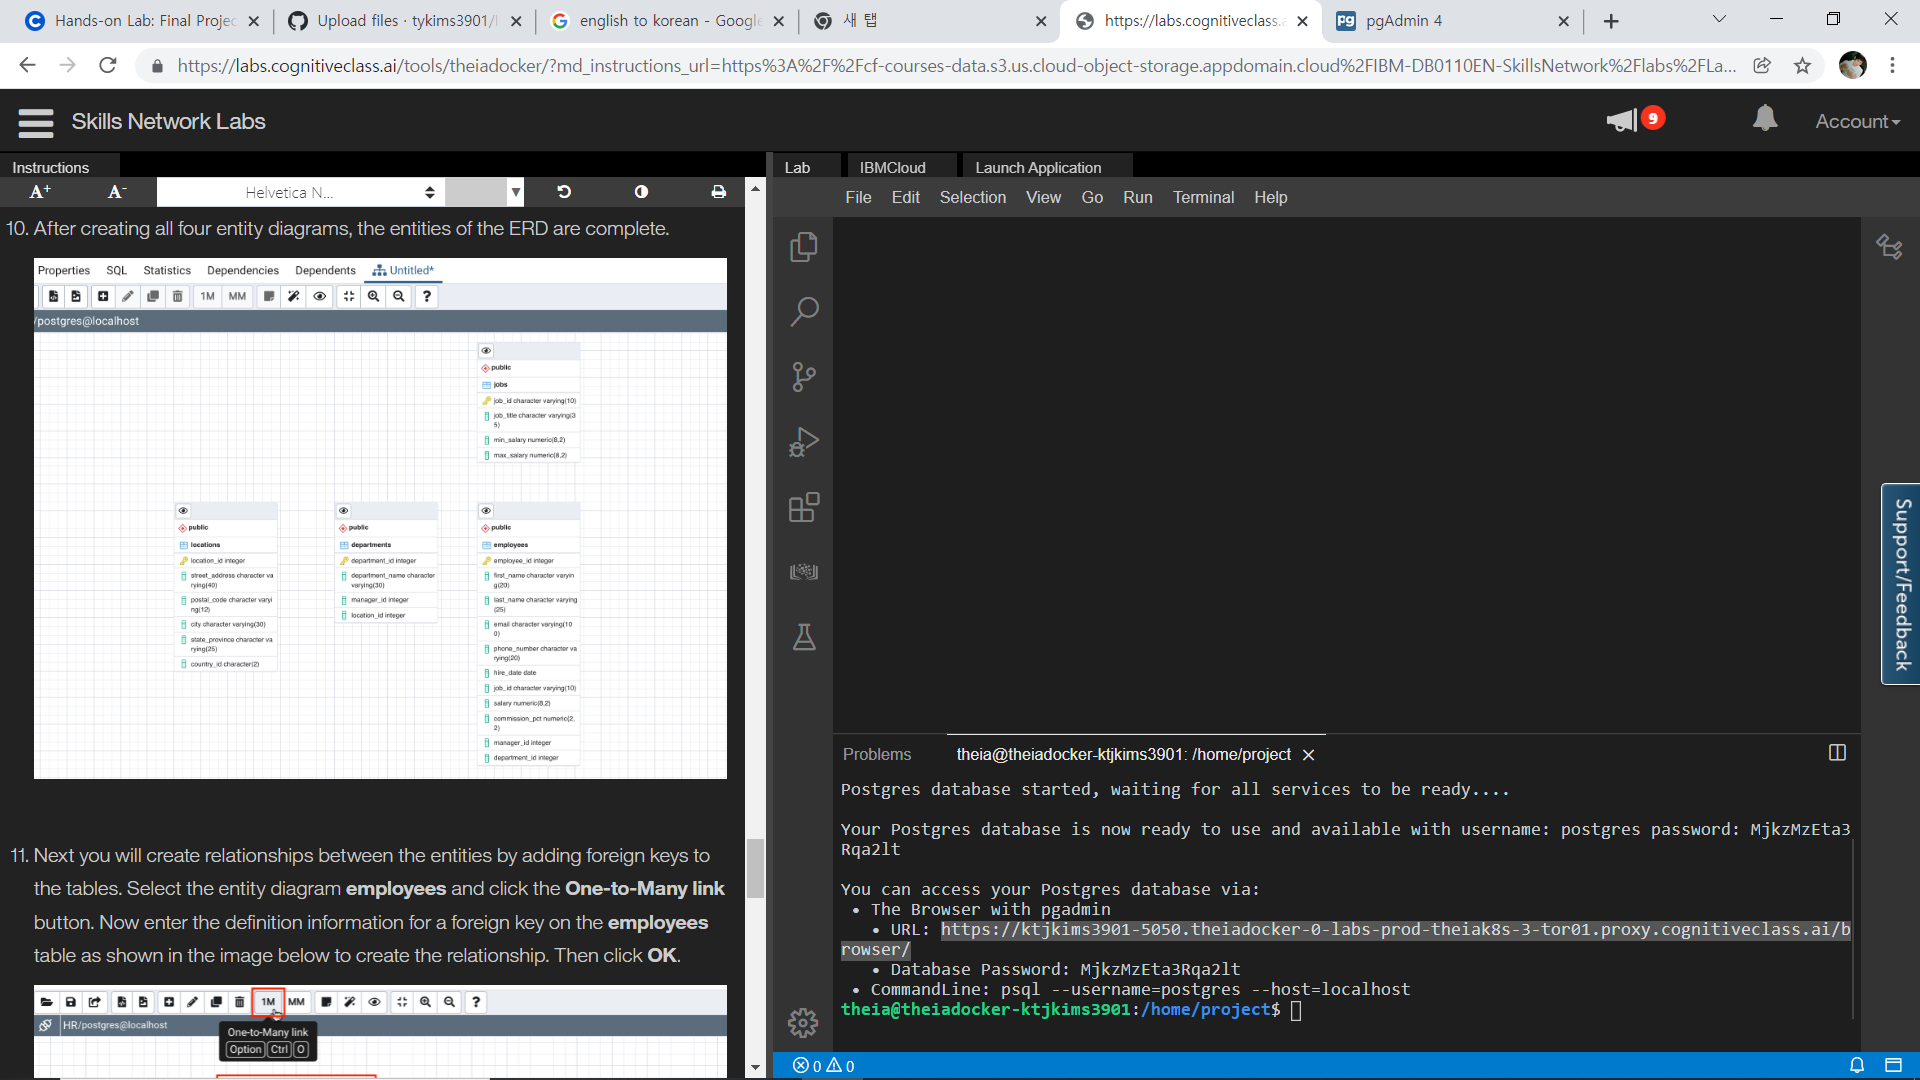 Hands-on Lab: Final Projec
Upload files · tykims3901/
english to korean - Google
새 탭
https://labs.cognitiveclass.
pgAdmin 4
https://labs.cognitiveclass.ai/tools/theiadocker/?md_instructions_url=https%3A%2F%2Fcf-courses-data.s3.us.cloud-object-storage.appdomain.cloud%2FIBM-DB0110EN-SkillsNetwork%2Flabs%2FLa...
Skills Network Labs
9
Account
Instructions
A+
A-
Helvetica N...
Lab
IBMCloud
Launch Application
File Edit Selection View Go Run Terminal Help
10. After creating all four entity diagrams, the entities of the ERD are complete.
Properties SQL Statistics Dependencies Dependents Untitled*
1M MM ?
/postgres@localhost
public
jobs
job_id character varying(10)
job_title character varying(3
5)
min_salary numeric(8,2)
max_salary numeric(8,2)
public
locations
location_id integer
street_address character va
rying(40)
postal_code character varyi
ng(12)
city character varying(30)
state_province character va
rying(25)
country_id character(2)
public
departments
department_id integer
department_name character
varying(30)
manager_id integer
location_id integer
public
employees
employee_id integer
first_name character varyin
g(20)
last_name character varying
(25)
email character varying(10
0)
phone_number character va
rying(20)
hire_date date
job_id character varying(10)
salary numeric(8,2)
commission_pct numeric(2,
2)
manager_id integer
department_id integer
11. Next you will create relationships between the entities by adding foreign keys to
the tables. Select the entity diagram employees and click the One-to-Many link
button. Now enter the definition information for a foreign key on the employees
table as shown in the image below to create the relationship. Then click OK.
1M MM ?
HR/postgres@localhost
One-to-Many link
Option Ctrl O
Problems
theia@theiadocker-ktjkims3901: /home/project
Postgres database started, waiting for all services to be ready....
Your Postgres database is now ready to use and available with username: postgres password: MjkzMzEta3
Rqa2lt
You can access your Postgres database via:
• The Browser with pgadmin
• URL: https://ktjkims3901-5050.theiadocker-0-labs-prod-theiak8s-3-tor01.proxy.cognitiveclass.ai/b
rowser/
• Database Password: MjkzMzEta3Rqa2lt
• CommandLine: psql --username=postgres --host=localhost
theia@theiadocker-ktjkims3901:/home/project$
0 0
Support/Feedback